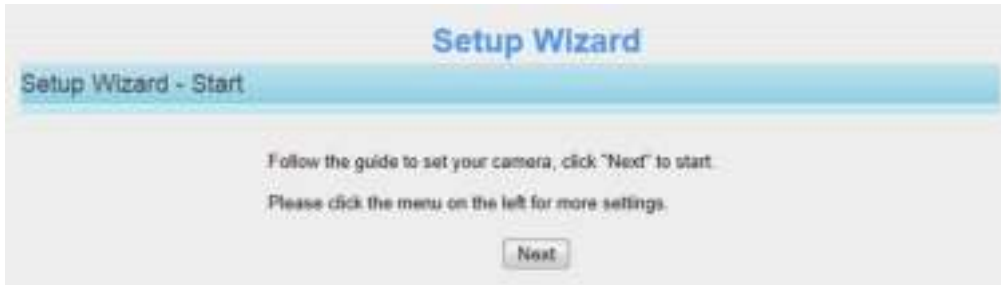 Setup Wizard
Setup Wizard - Start
Follow the guide to set your camera, click "Next" to start.
Please click the menu on the left for more settings.
Next